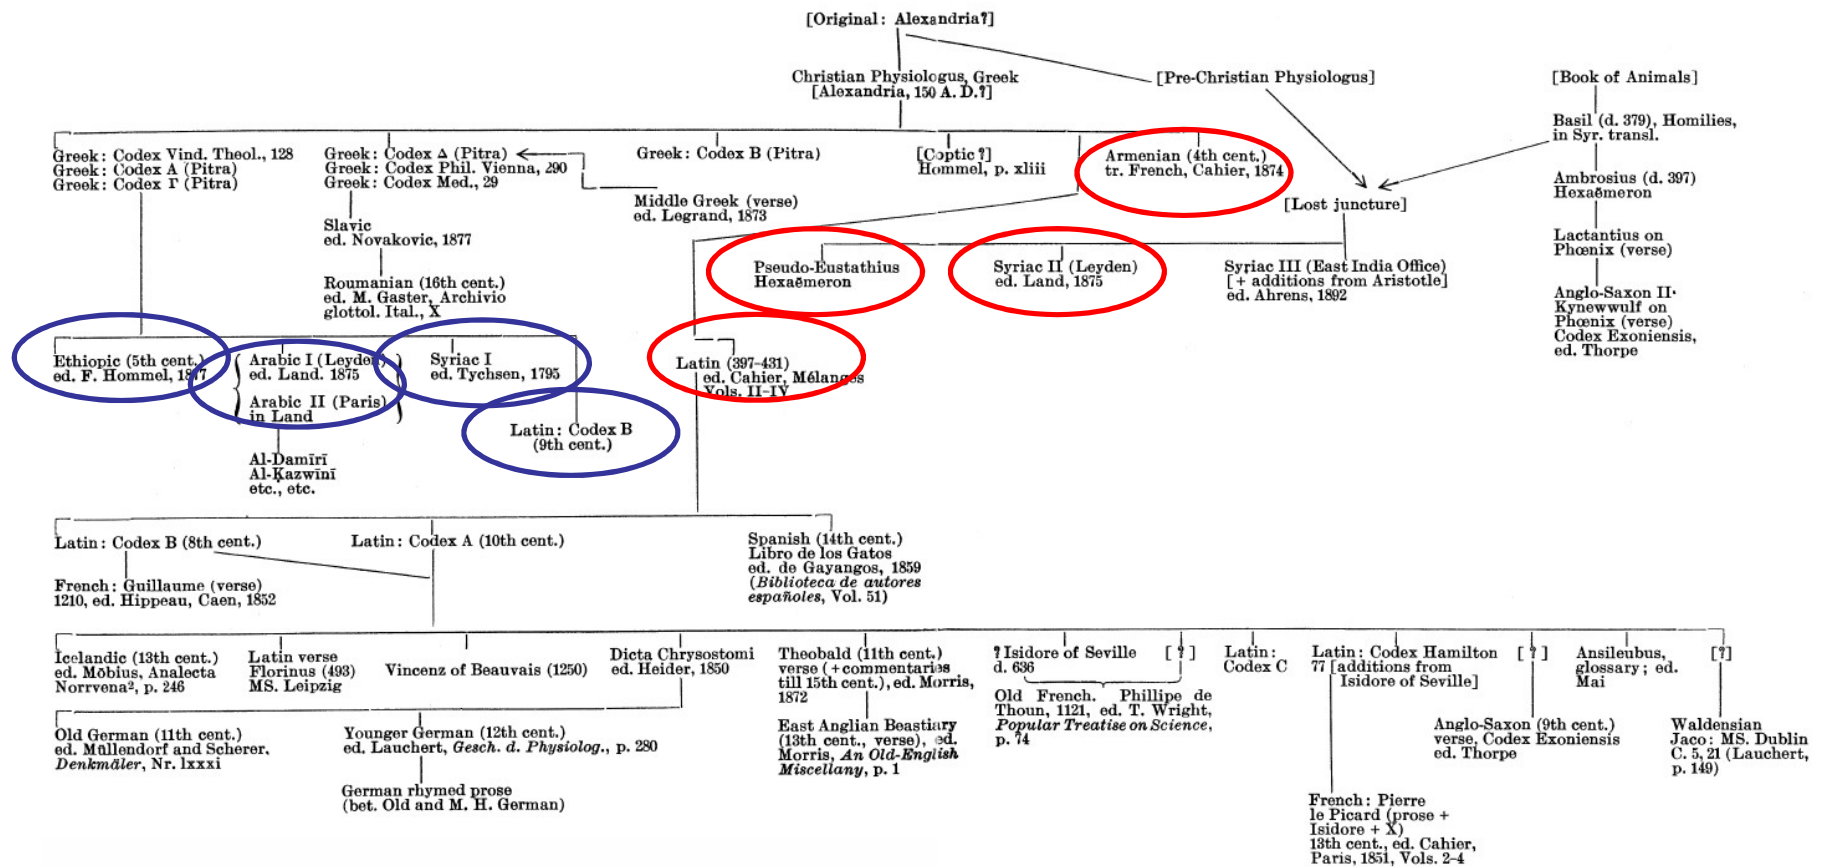 [Original: Alexandria?]
Christian Physiologus, Greek
[Alexandria, 150 A. D.?]
[Pre-Christian Physiologus]
[Book of Animals]
Basil (d. 379), Homilies,
in Syr. transl.
Greek: Codex Vind. Theol., 128
Greek: Codex A (Pitra)
Greek: Codex Γ (Pitra)
Greek: Codex Δ (Pitra)
Greek: Codex Phil. Vienna, 290
Greek: Codex Med., 29
Greek: Codex B (Pitra)
[Coptic?]
Hommel, p. xliii
Armenian (4th cent.)
tr. French, Cahier, 1874
Ambrosius (d. 397)
Hexaëmeron
Middle Greek (verse)
ed. Legrand, 1873
[Lost juncture]
Slavic
ed. Novakovic, 1877
Lactantius on
Phœnix (verse)
Roumanian (16th cent.)
ed. M. Gaster, Archivio
glottol. Ital., X
Pseudo-Eustathius
Hexaëmeron
Syriac II (Leyden)
ed. Land, 1875
Syriac III (East India Office)
[+ additions from Aristotle]
ed. Ahrens, 1892
Anglo-Saxon II·
Kynewwulf on
Phœnix (verse)
Codex Exoniensis,
ed. Thorpe
Ethiopic (5th cent.)
ed. F. Hommel, 1877
Arabic I (Leyden)
ed. Land. 1875
Arabic II (Paris)
in Land
Syriac I
ed. Tychsen, 1795
Latin (397-431)
ed. Cahier, Mélanges
Vols. II-IV
Latin: Codex B
(9th cent.)
Al-Damīrī
Al-Ḳazwīnī
etc., etc.
Latin: Codex B (8th cent.)
Latin: Codex A (10th cent.)
Spanish (14th cent.)
Libro de los Gatos
ed. de Gayangos, 1859
(Biblioteca de autores
españoles, Vol. 51)
French: Guillaume (verse)
1210, ed. Hippeau, Caen, 1852
Icelandic (13th cent.)
ed. Möbius, Analecta
Norrvena², p. 246
Latin verse
Florinus (493)
MS. Leipzig
Vincenz of Beauvais (1250)
Dicta Chrysostomi
ed. Heider, 1850
Theobald (11th cent.)
verse (+commentaries
till 15th cent.), ed. Morris,
1872
? Isidore of Seville
d. 636
[?]
Latin:
Codex C
Latin: Codex Hamilton
77 [additions from
Isidore of Seville]
[?]
Ansileubus,
glossary; ed.
Mai
[?]
Old French. Phillipe de
Thoun, 1121, ed. T. Wright,
Popular Treatise on Science,
p. 74
Old German (11th cent.)
ed. Müllendorf and Scherer,
Denkmäler, Nr. lxxxi
Younger German (12th cent.)
ed. Lauchert, Gesch. d. Physiolog., p. 280
East Anglian Beastiary
(13th cent., verse), ed.
Morris, An Old-English
Miscellany, p. 1
Anglo-Saxon (9th cent.)
verse, Codex Exoniensis
ed. Thorpe
Waldensian
Jaco: MS. Dublin
C. 5, 21 (Lauchert,
p. 149)
German rhymed prose
(bet. Old and M. H. German)
French: Pierre
le Picard (prose +
Isidore + X)
13th cent., ed. Cahier,
Paris, 1851, Vols. 2-4